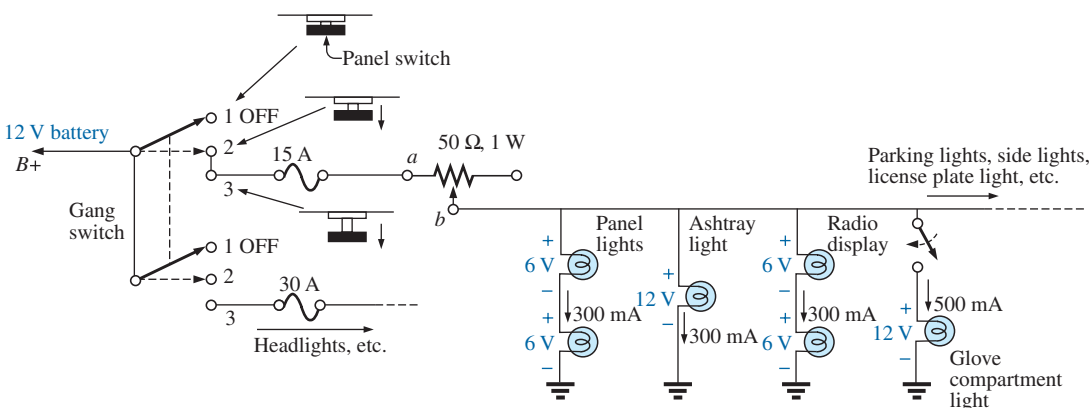 Panel switch
1 OFF
12 V battery
B+
2
15 A
a
50 Ω, 1 W
3
b
Parking lights, side lights,
license plate light, etc.
Gang
switch
1 OFF
2
30 A
3
Headlights, etc.
Panel
lights
Ashtray
light
Radio
display
+
6 V
–
300 mA
+
6 V
–
+
12 V
–
300 mA
+
6 V
–
300 mA
+
6 V
–
500 mA
+
12 V
–
Glove
compartment
light